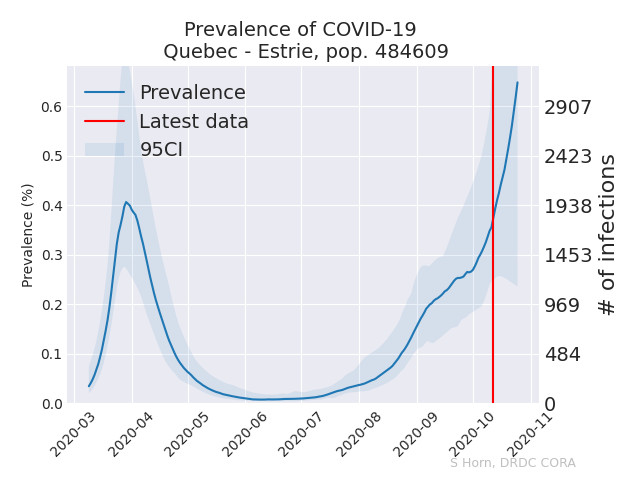 Prevalence of COVID-19
Quebec - Estrie, pop. 484609
Prevalence
Latest data
95CI
Prevalence (%)
0.6
0.5
0.4
0.3
0.2
0.1
0.0
2907
2423
1938
1453
969
484
0
# of infections
2020-03
2020-04
2020-05
2020-06
2020-07
2020-08
2020-09
2020-10
2020-11
S Horn, DRDC CORA